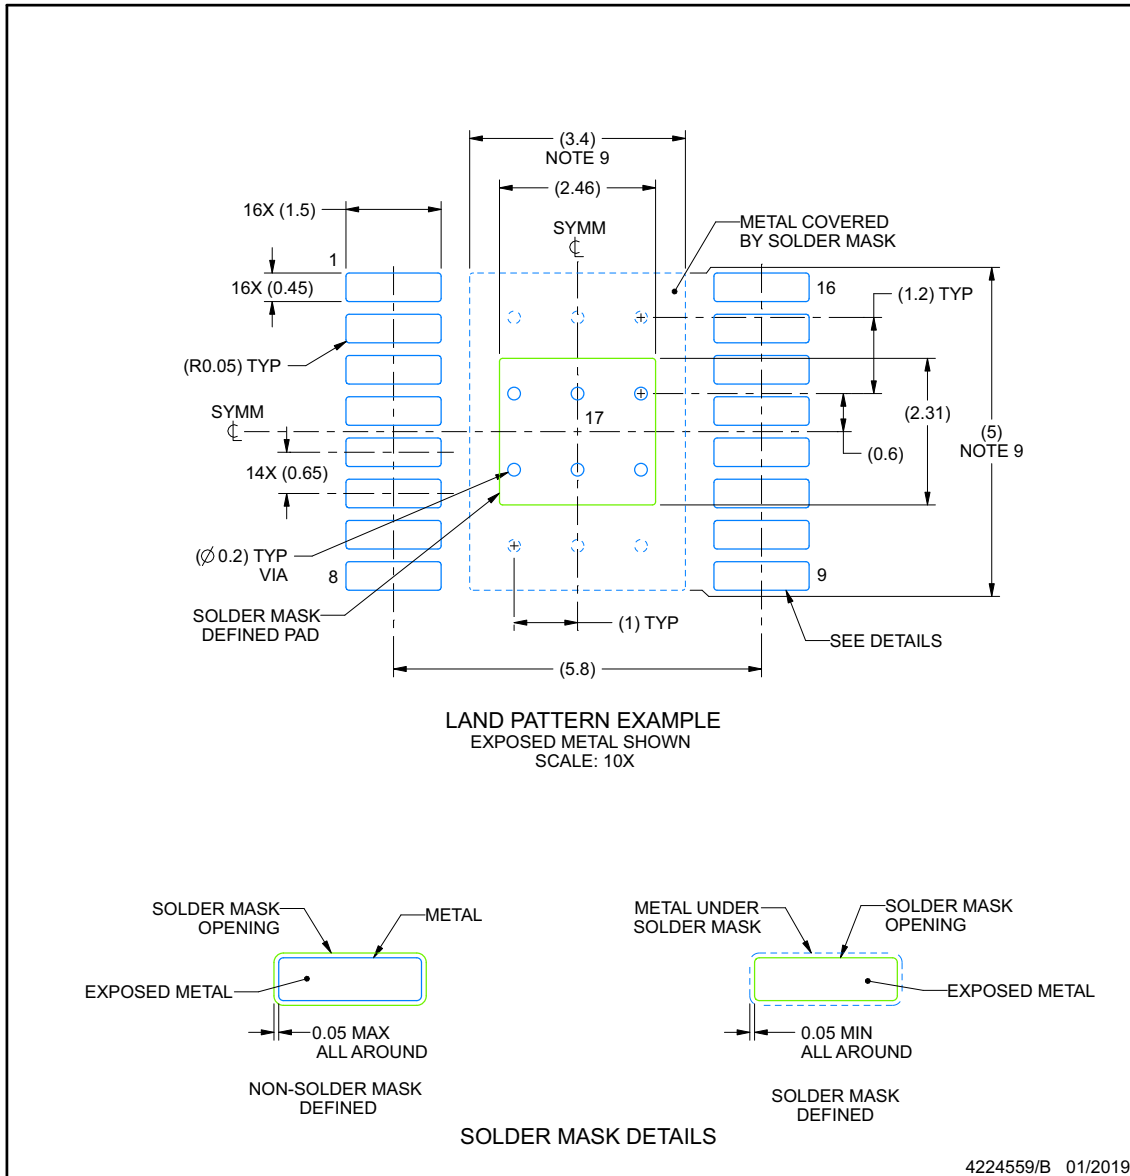 (3.4)
NOTE 9
(2.46)
16X (1.5)
SYMM
METAL COVERED
BY SOLDER MASK
1
16X (0.45)
16
(1.2) TYP
(R0.05) TYP
SYMM
17
(2.31)
(5)
NOTE 9
(0.6)
14X (0.65)
(Ø 0.2) TYP
VIA
8
9
SOLDER MASK
DEFINED PAD
(1) TYP
SEE DETAILS
(5.8)
LAND PATTERN EXAMPLE
EXPOSED METAL SHOWN
SCALE: 10X
SOLDER MASK
OPENING
METAL
EXPOSED METAL
0.05 MAX
ALL AROUND
NON-SOLDER MASK
DEFINED
METAL UNDER
SOLDER MASK
SOLDER MASK
OPENING
EXPOSED METAL
0.05 MIN
ALL AROUND
SOLDER MASK
DEFINED
SOLDER MASK DETAILS
4224559/B 01/2019